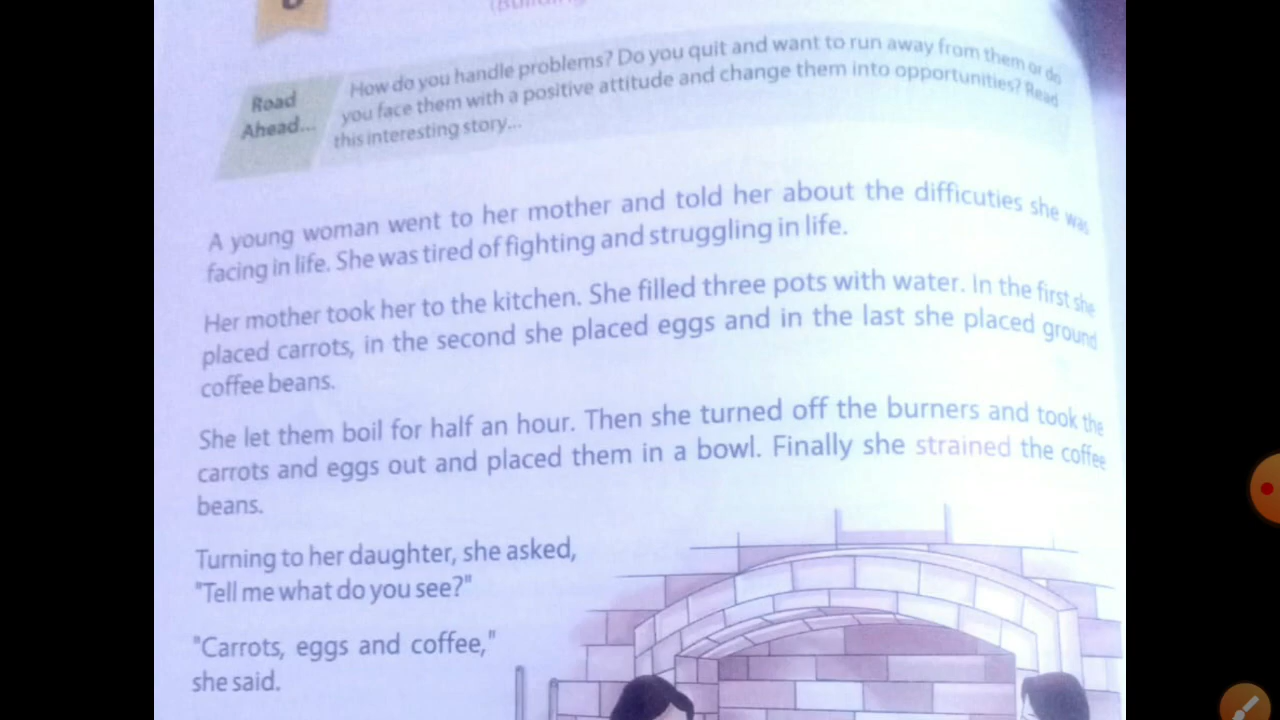 Road
Ahead...
How do you handle problems? Do you quit and want to run away from them or do
you face them with a positive attitude and change them into opportunities? Read
this interesting story...
A young woman went to her mother and told her about the difficuties she was
facing in life. She was tired of fighting and struggling in life.
Her mother took her to the kitchen. She filled three pots with water. In the first she
placed carrots, in the second she placed eggs and in the last she placed ground
coffee beans.
She let them boil for half an hour. Then she turned off the burners and took the
carrots and eggs out and placed them in a bowl. Finally she strained the coffee
beans.
Turning to her daughter, she asked,
"Tell me what do you see?"
"Carrots, eggs and coffee,"
she said.